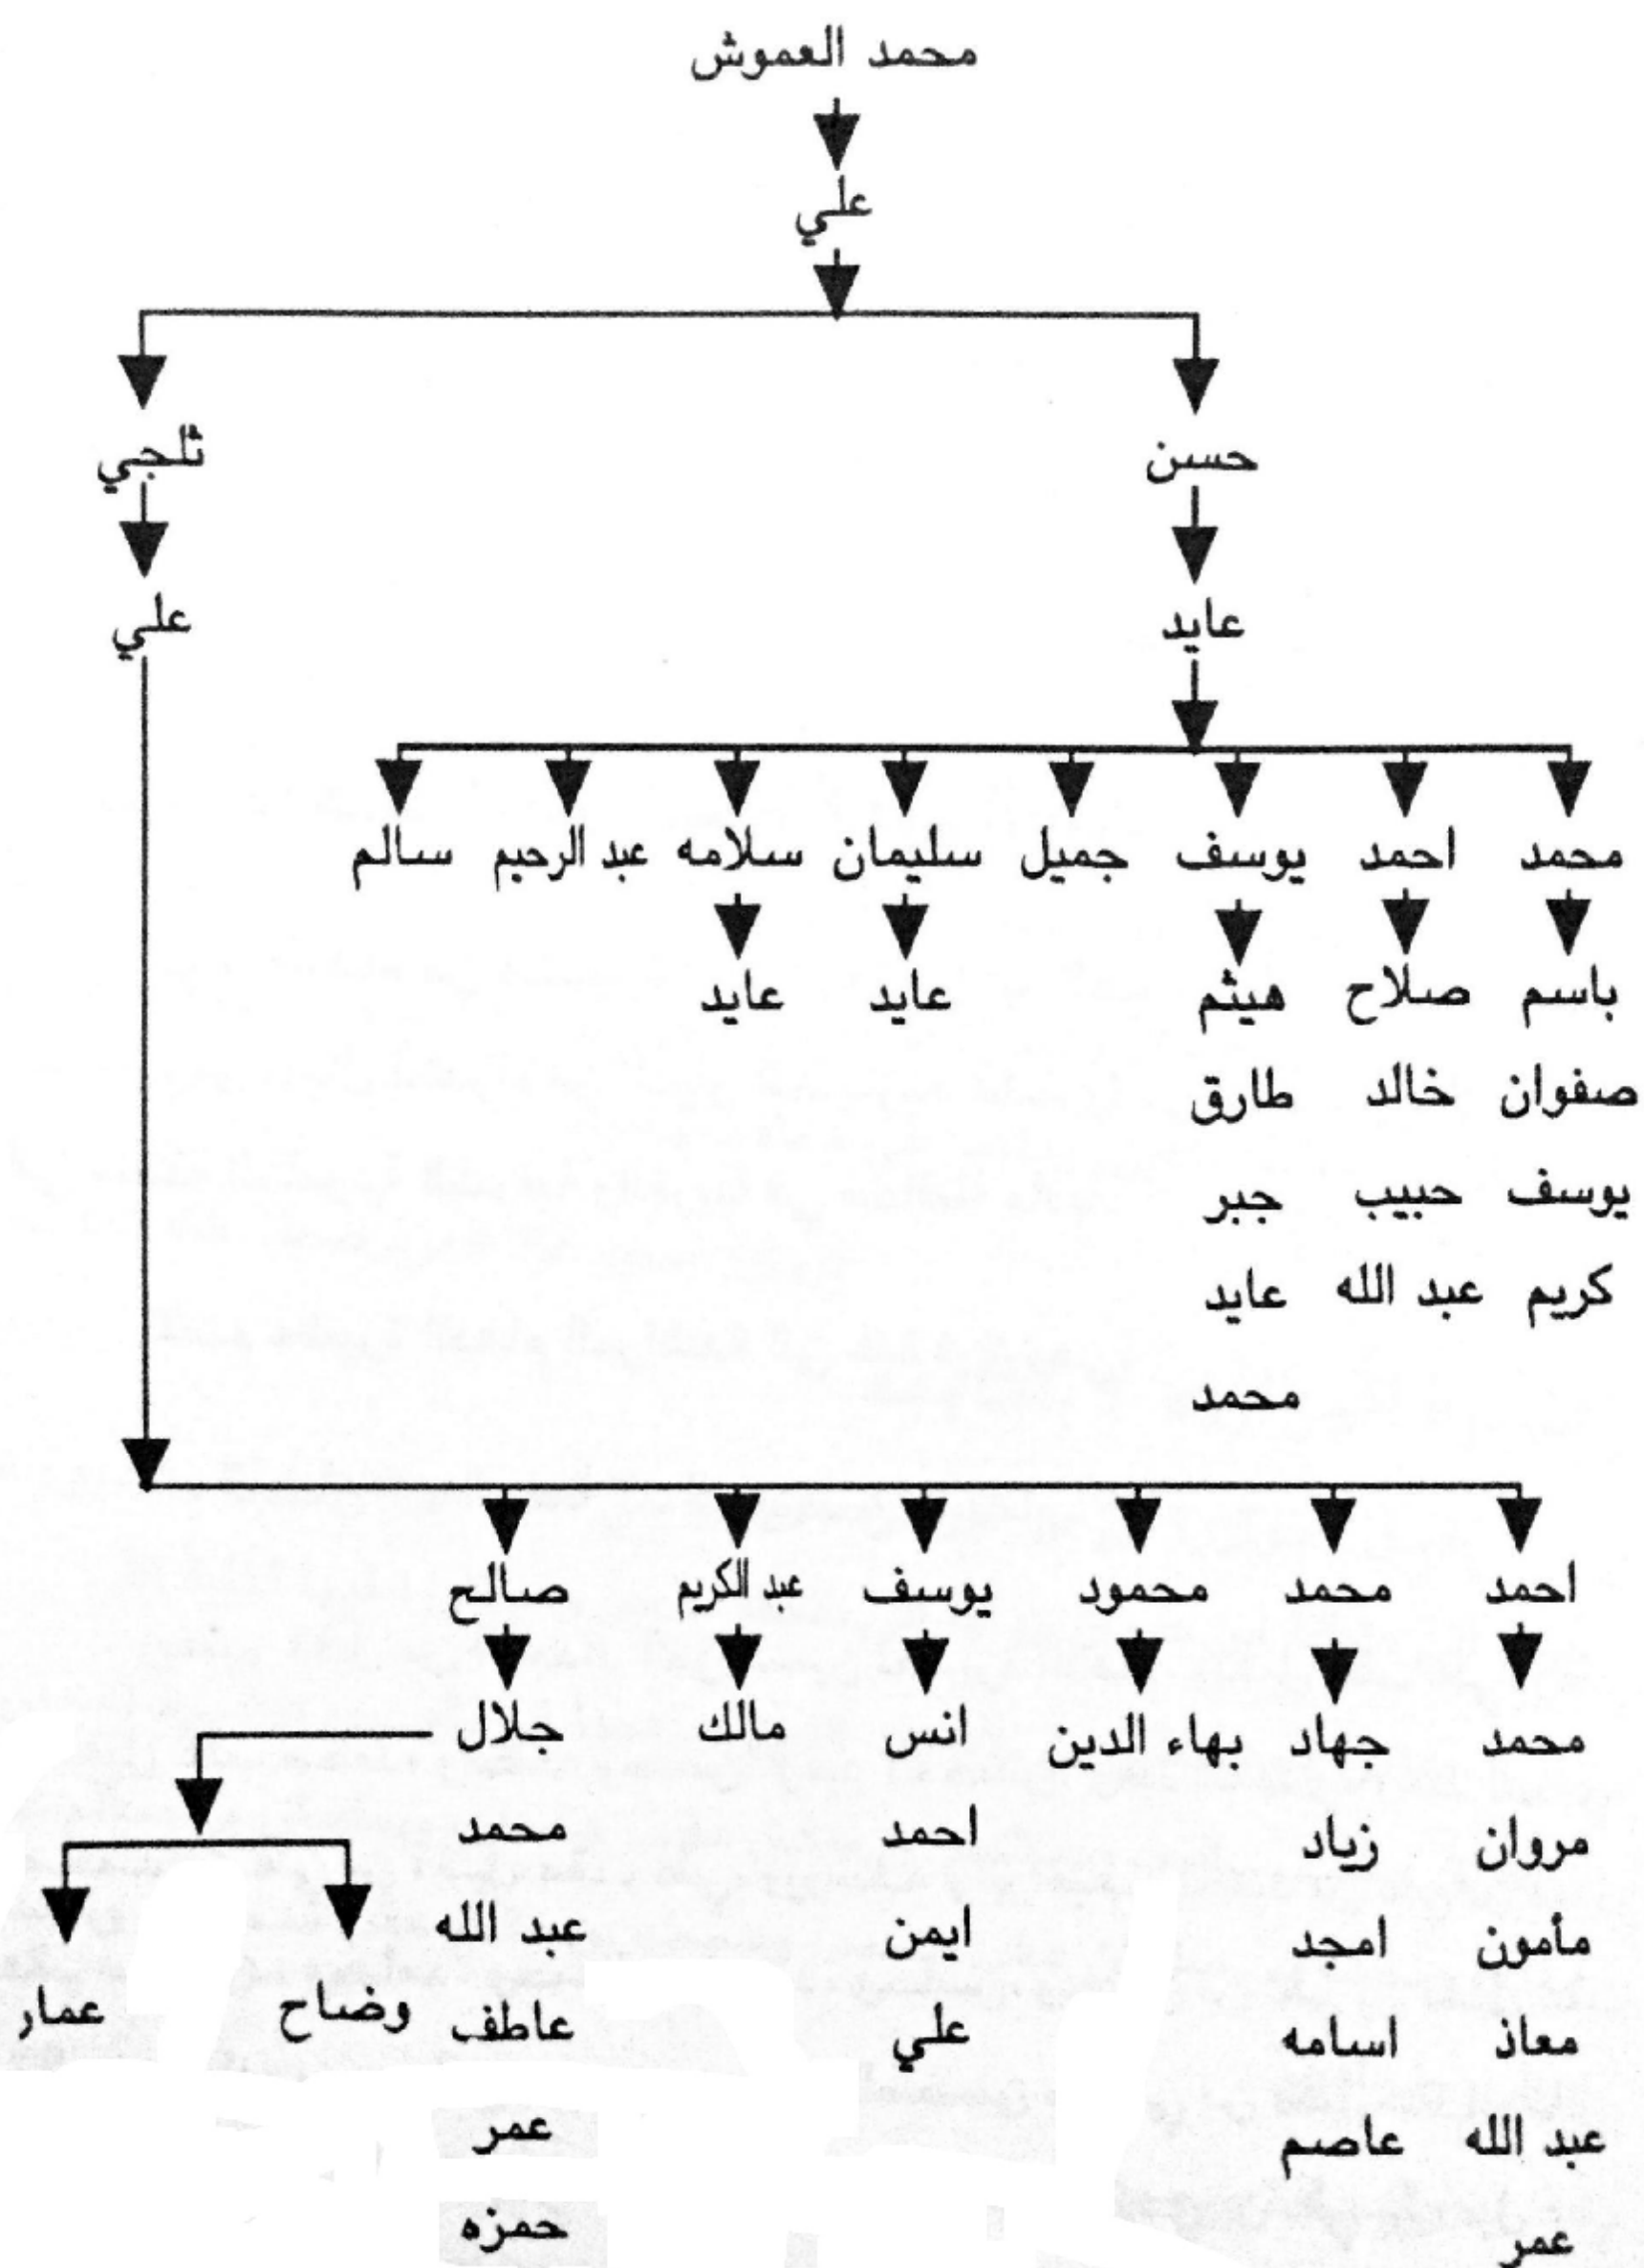 محمد العموش
علي
حسن ثلجي
عايد علي
محمد احمد يوسف جميل سليمان سلامه عبد الرحيم سالم
باسم صلاح هيثم عايد عايد
صفوان خالد طارق
يوسف حبيب جبر
كريم عبد الله عايد
محمد
احمد محمد محمود يوسف عبد الكريم صالح
محمد جهاد بهاء الدين انس مالك جلال
مروان زياد احمد محمد
مأمون امجد ايمن عبد الله
معاذ اسامه علي عاطف وضاح عمار
عبد الله عاصم عمر
عمر حمزه